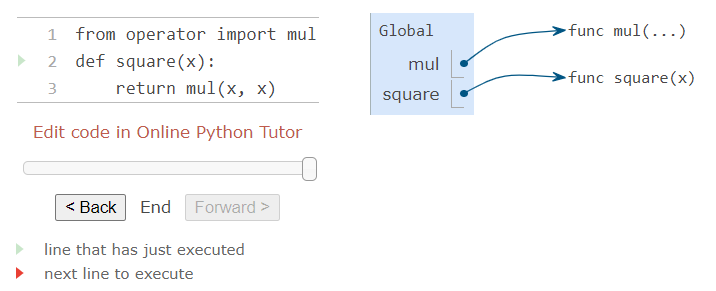 1 from operator import mul
2 def square(x):
3     return mul(x, x)
Edit code in Online Python Tutor
< Back End Forward >
line that has just executed
next line to execute
Global
mul
square
func mul(...)
func square(x)